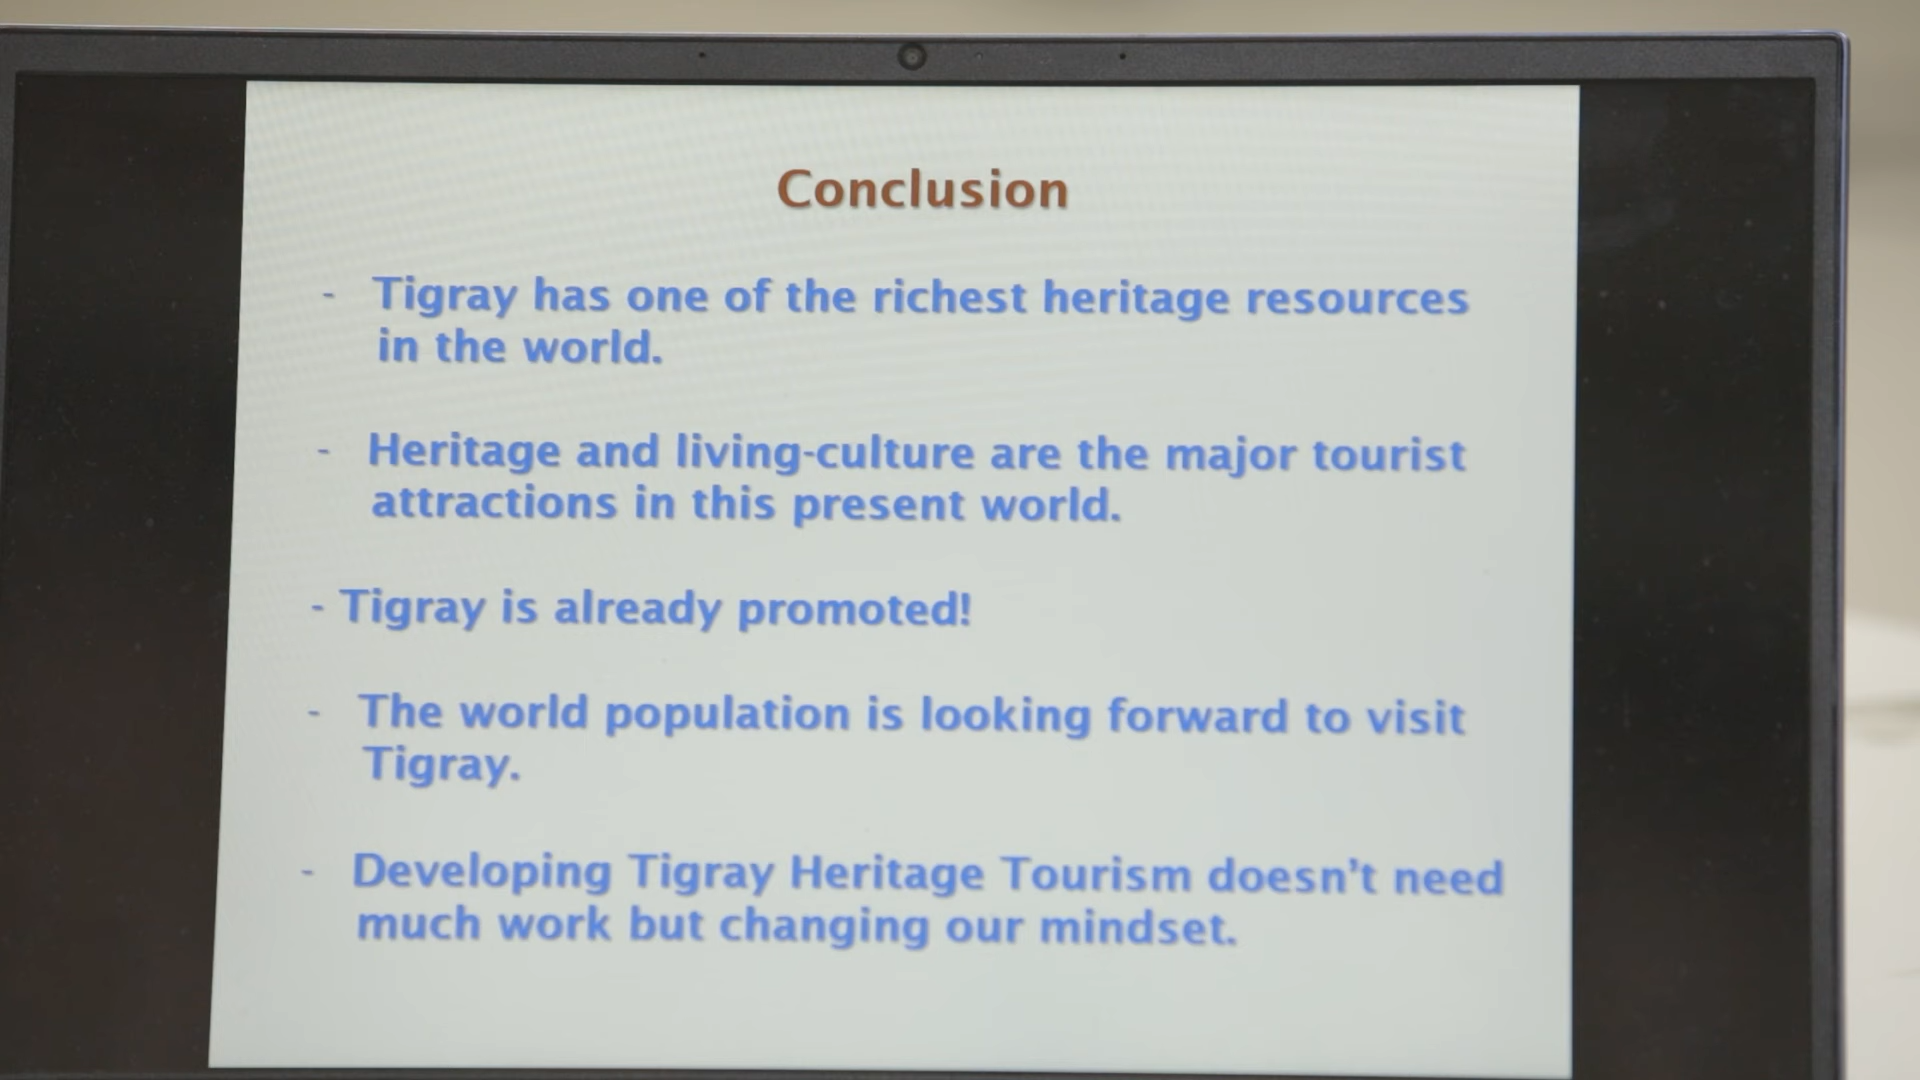 Conclusion
- Tigray has one of the richest heritage resources
in the world.
- Heritage and living-culture are the major tourist
attractions in this present world.
- Tigray is already promoted!
- The world population is looking forward to visit
Tigray.
- Developing Tigray Heritage Tourism doesn’t need
much work but changing our mindset.